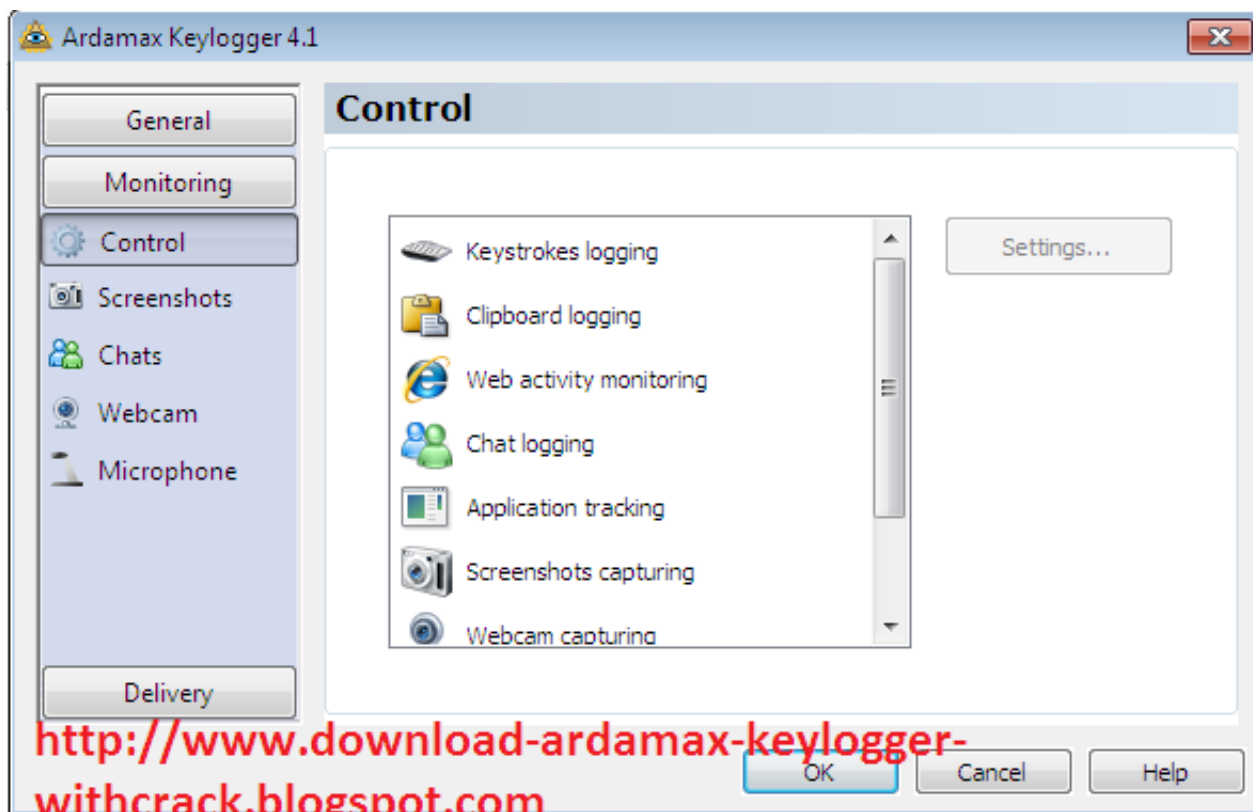 Ardamax Keylogger 4.1
General
Monitoring
Control
Screenshots
Chats
Webcam
Microphone
Delivery
Control
Keystrokes logging
Clipboard logging
Web activity monitoring
Chat logging
Application tracking
Screenshots capturing
Webcam capturing
Settings...
http://www.download-ardamax-keylogger-
withcrack.blogspot.com
OK
Cancel
Help